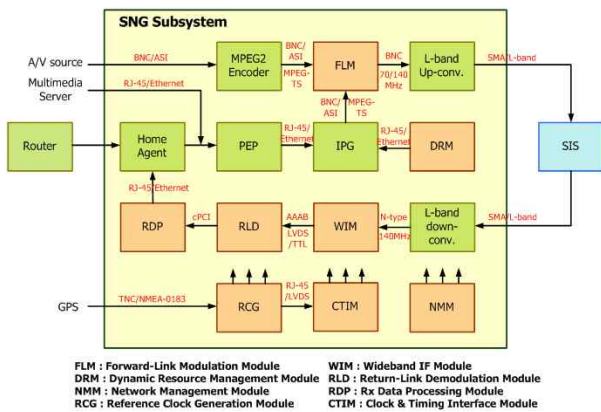 SNG Subsystem
A/V source
BNC/ASI
MPEG2
Encoder
BNC/
ASI
MPEG-
TS
FLM
BNC
70/140
MHz
L-band
Up-conv.
SMA/L-band
Multimedia
Server
RJ-45/Ethernet
BNC/
ASI
MPEG-
TS
Router
Home
Agent
PEP
RJ-45/
Ethernet
IPG
RJ-45/
Ethernet
DRM
SIS
RJ-45/Ethernet
RDP
cPCI
RLD
AAAB
LVDS
/TTL
WIM
N-type
140MHz
L-band
down-
conv.
SMA/L-band
GPS
TNC/NMEA-0183
RCG
RJ-45
/LVDS
CTIM
NMM
FLM : Forward-Link Modulation Module
WIM : Wideband IF Module
DRM : Dynamic Resource Management Module
RLD : Return-Link Demodulation Module
NMM : Network Management Module
RDP : Rx Data Processing Module
RCG : Reference Clock Generation Module
CTIM : Clock & Timing Interface Module